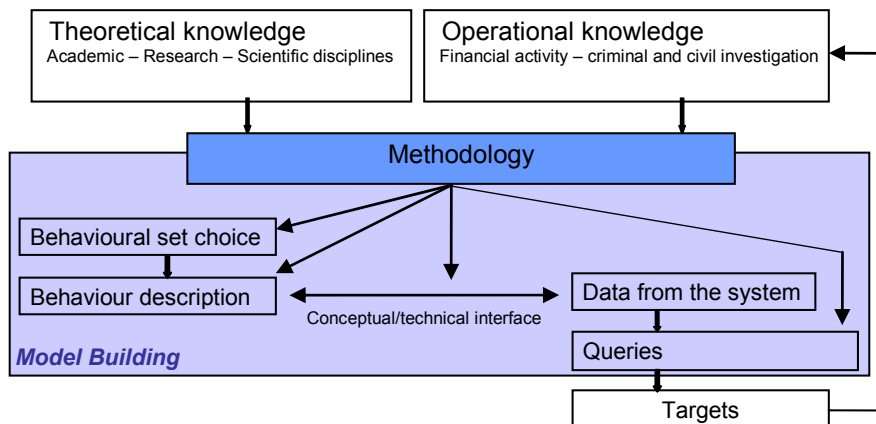 Theoretical knowledge
Academic – Research – Scientific disciplines
Operational knowledge
Financial activity – criminal and civil investigation
Methodology
Behavioural set choice
Behaviour description
Conceptual/technical interface
Data from the system
Queries
Model Building
Targets